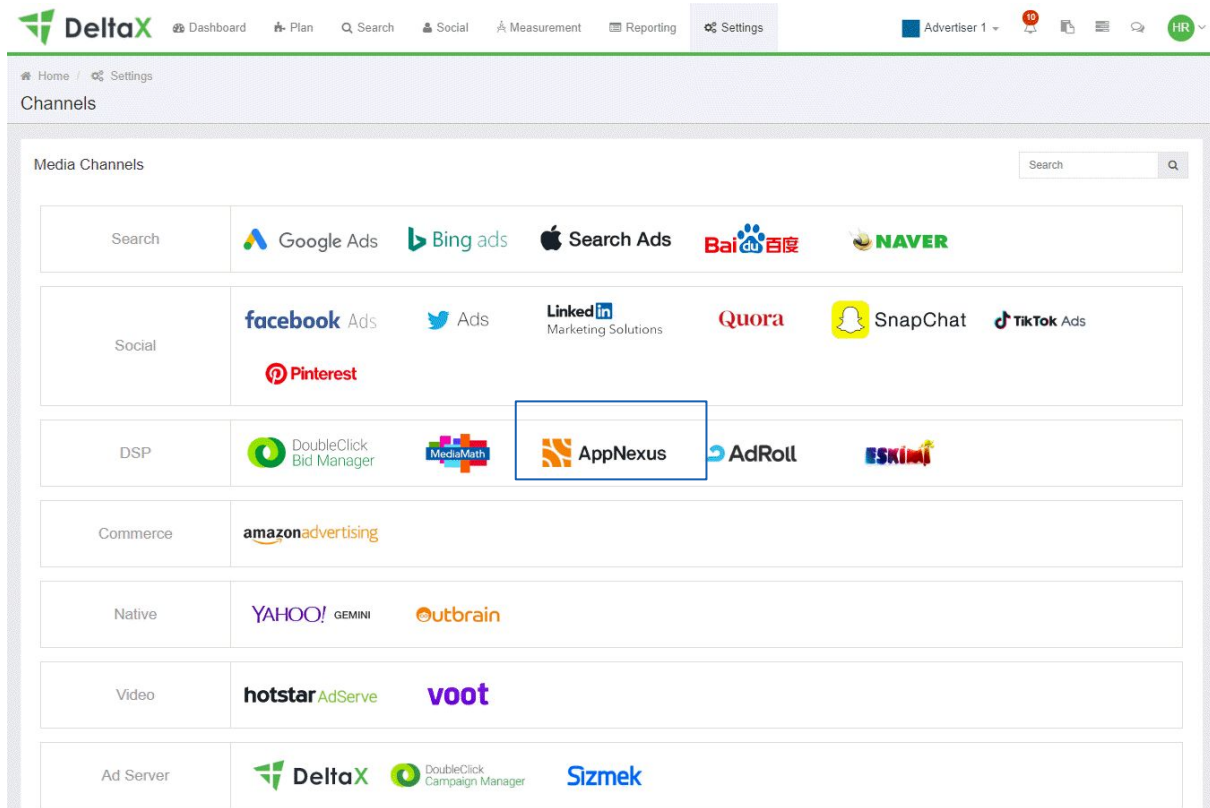 DeltaX Dashboard Plan Search Social Measurement Reporting Settings Advertiser 1 10 HR
Home / Settings
Channels
Media Channels
Search
Search
Google Ads
Bing ads
Search Ads
Bai du 百度
NAVER
Social
facebook Ads
Ads
Linked in
Marketing Solutions
Quora
SnapChat
TikTok Ads
Pinterest
DSP
DoubleClick
Bid Manager
MediaMath
AppNexus
AdRoll
ESKIMI
Commerce
amazonadvertising
Native
YAHOO! GEMINI
Outbrain
Video
hotstar AdServe
voot
Ad Server
DeltaX
DoubleClick
Campaign Manager
Sizmek